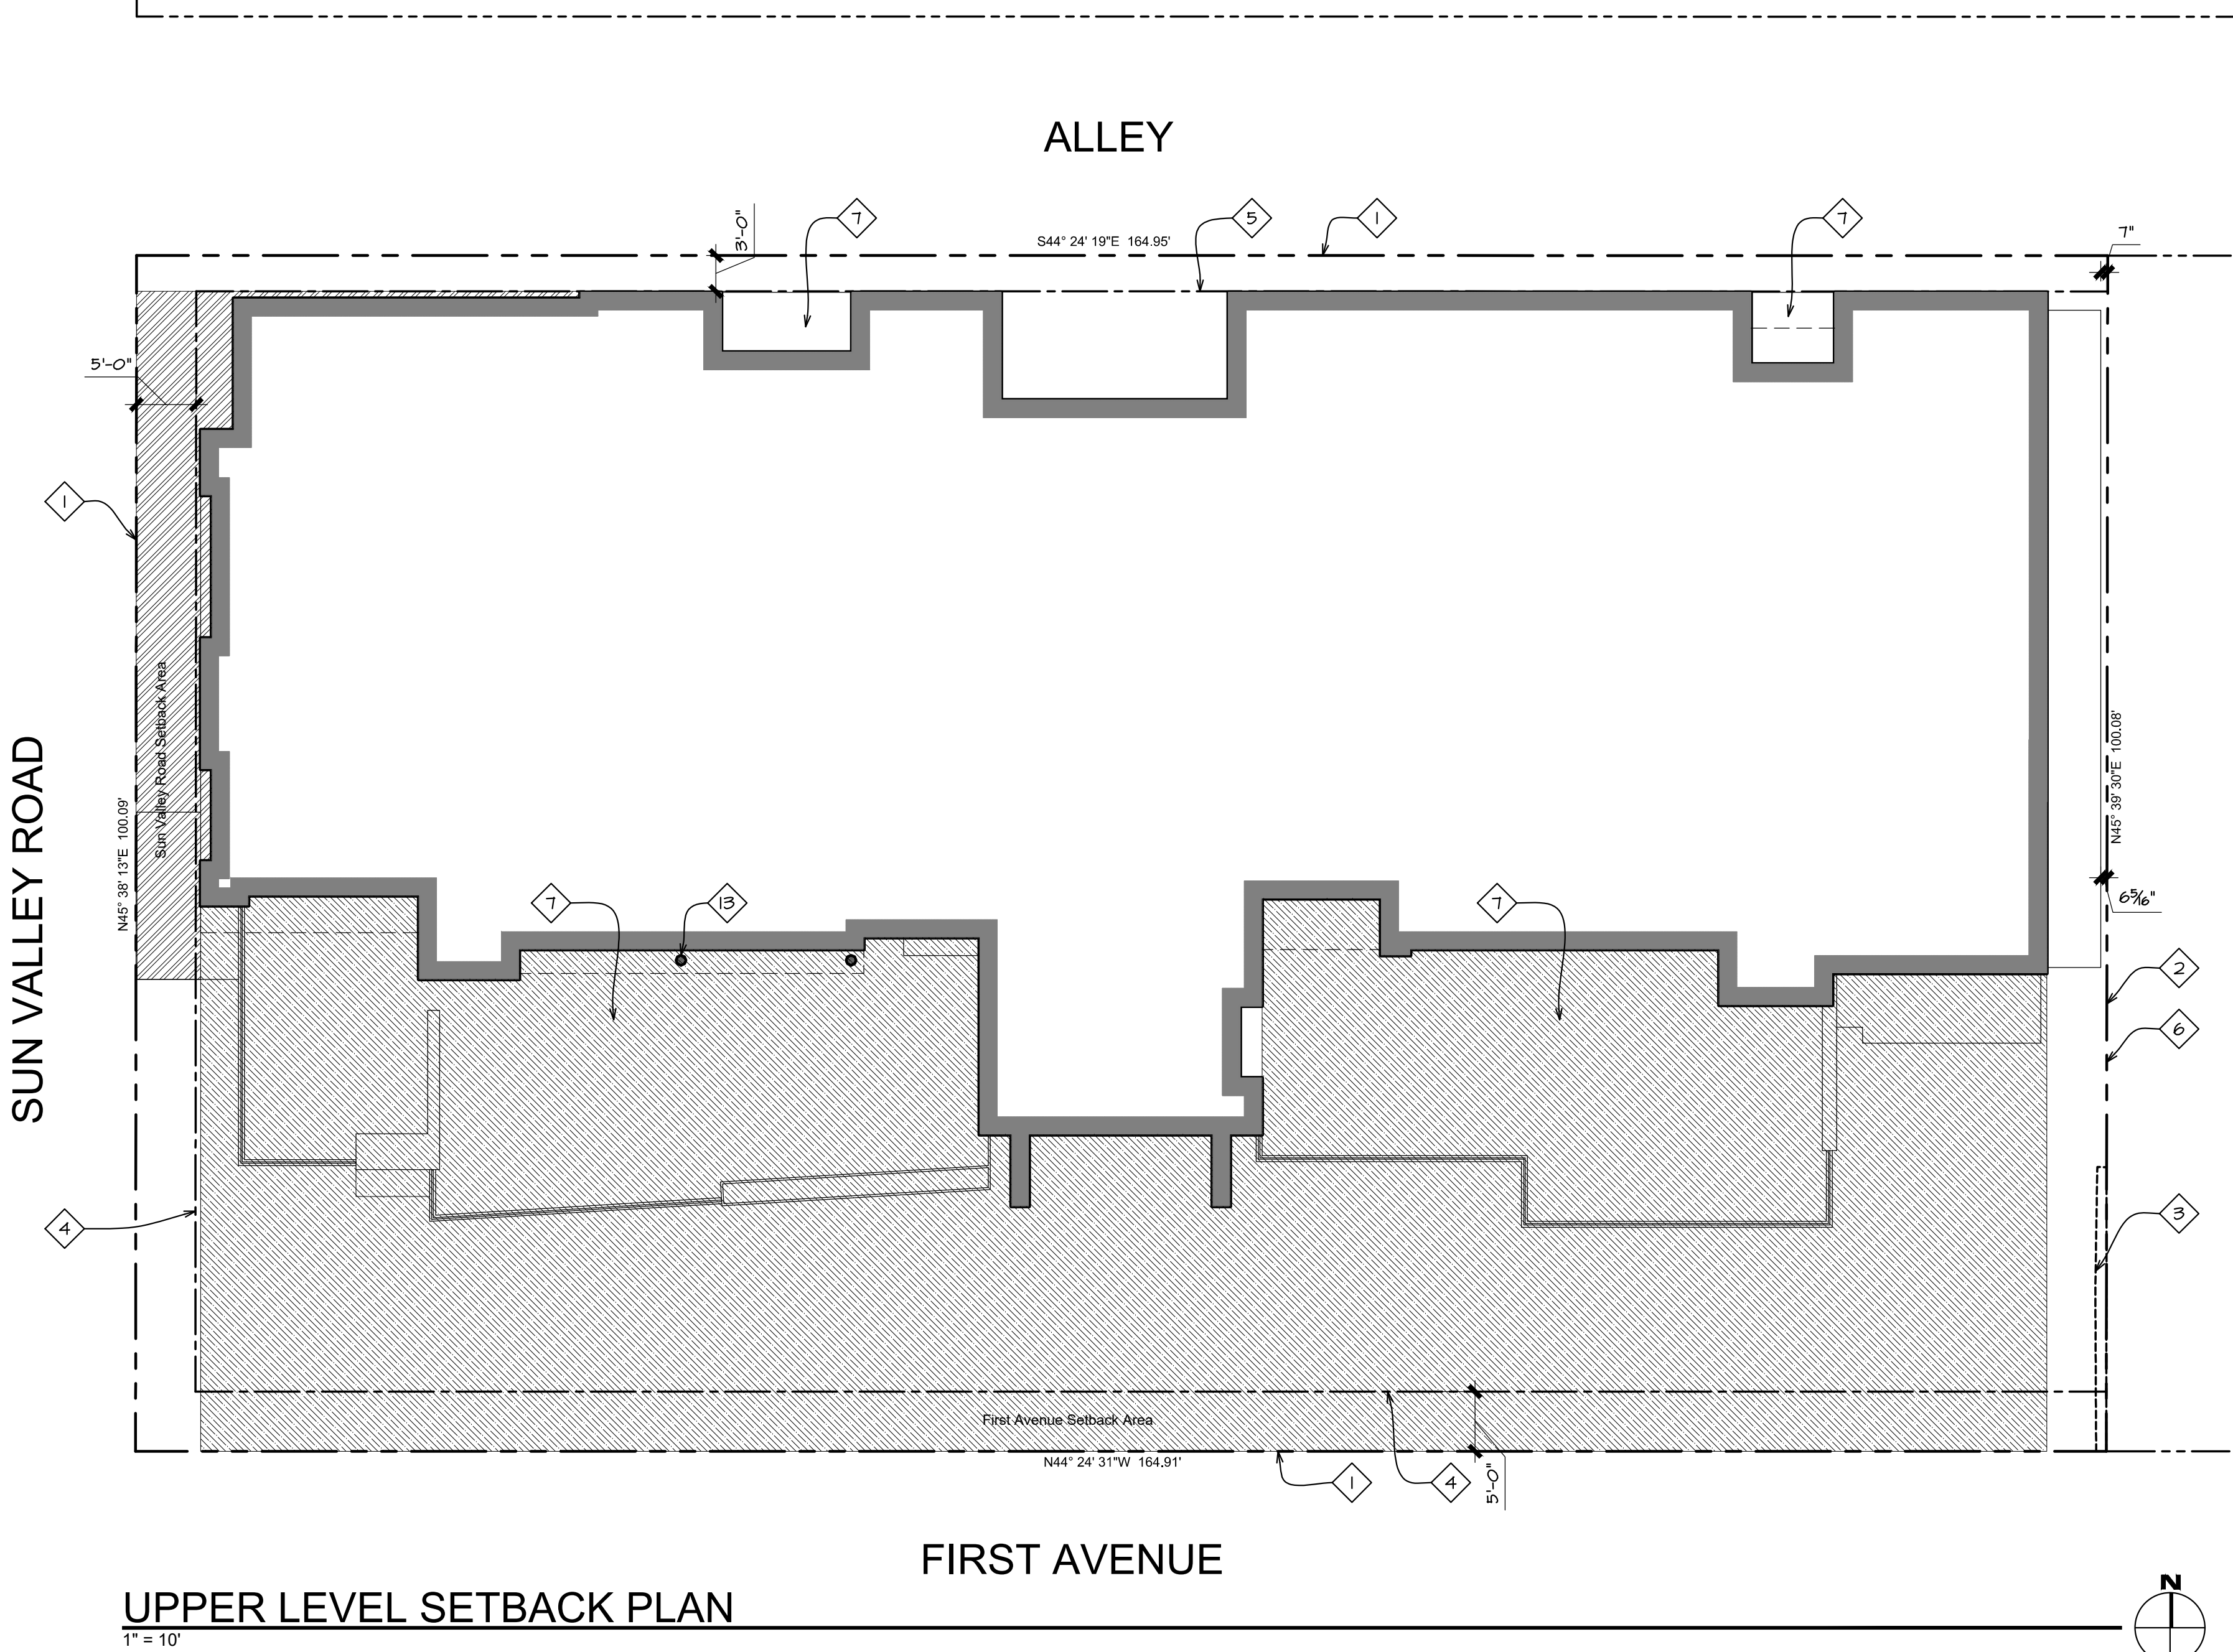 ALLEY
3'-0"
7
S44° 24' 19"E 164.95'
5
1
7
7"
5'-0"
1
SUN VALLEY ROAD
N45° 38' 13"E 100.09'
Sun Valley Road Setback Area
N45° 39' 30"E 100.08'
7
13
7
6 5/16"
2
6
4
3
First Avenue Setback Area
N44° 24' 31"W 164.91'
1
4
5'-0"
FIRST AVENUE
UPPER LEVEL SETBACK PLAN
1" = 10'
N